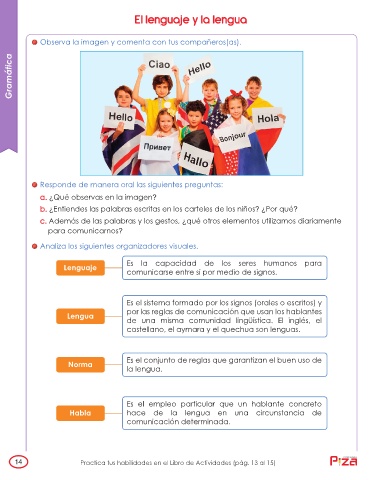 El lenguaje y la lengua
Gramática
Observa la imagen y comenta con tus compañeros(as).
Ciao
Hello
Hello
Hola
Привет
Bonjour
Hallo
Responde de manera oral las siguientes preguntas:
a. ¿Qué observas en la imagen?
b. ¿Entiendes las palabras escritas en los carteles de los niños? ¿Por qué?
c. Además de las palabras y los gestos, ¿qué otros elementos utilizamos diariamente
para comunicarnos?
Analiza los siguientes organizadores visuales.
Lenguaje
Es la capacidad de los seres humanos para
comunicarse entre sí por medio de signos.
Lengua
Es el sistema formado por los signos (orales o escritos) y
por las reglas de comunicación que usan los hablantes
de una misma comunidad lingüística. El inglés, el
castellano, el aymara y el quechua son lenguas.
Norma
Es el conjunto de reglas que garantizan el buen uso de
la lengua.
Habla
Es el empleo particular que un hablante concreto
hace de la lengua en una circunstancia de
comunicación determinada.
14
Practica tus habilidades en el Libro de Actividades (pág. 13 al 15)